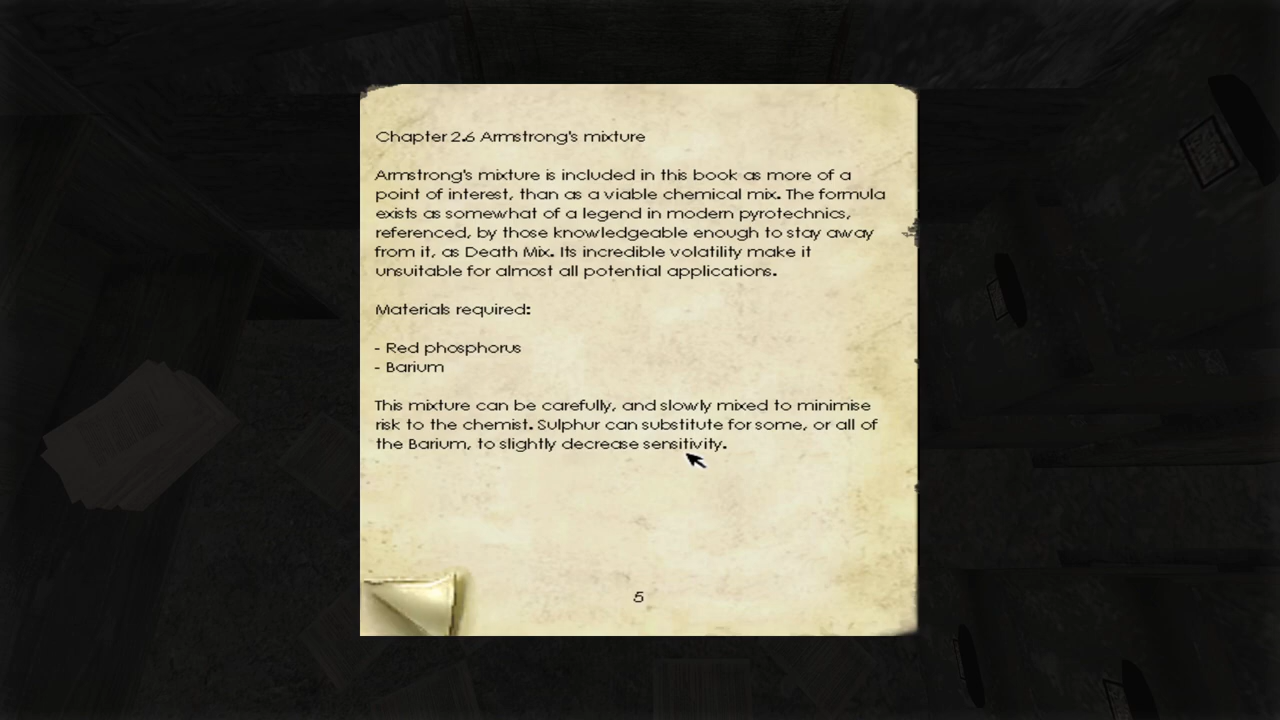 Chapter 2.6 Armstrong's mixture
Armstrong's mixture is included in this book as more of a
point of interest, than as a viable chemical mix. The formula
exists as somewhat of a legend in modern pyrotechnics,
referenced, by those knowledgeable enough to stay away
from it, as Death Mix. Its incredible volatility make it
unsuitable for almost all potential applications.
Materials required:
- Red phosphorus
- Barium
This mixture can be carefully, and slowly mixed to minimise
risk to the chemist. Sulphur can substitute for some, or all of
the Barium, to slightly decrease sensitivity.
5